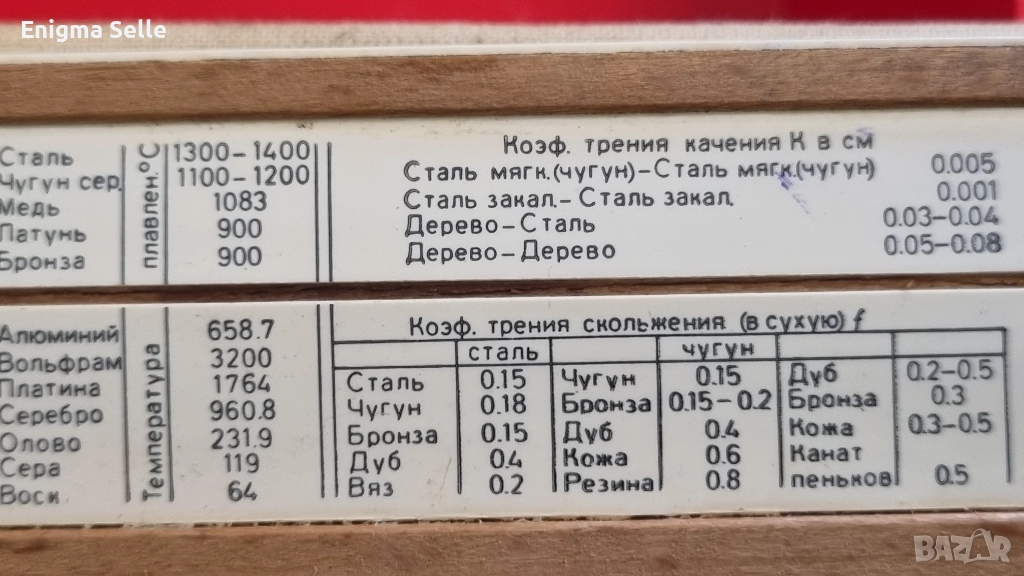 Enigma Selle
Коэф. трения качения К в см
Сталь 1300–1400 Сталь мягк.(чугун)–Сталь мягк.(чугун) 0.005
Чугун сер. 1100–1200 Сталь закал.–Сталь закал. 0.001
Медь 1083 Дерево–Сталь 0.03–0.04
Латунь 900 Дерево–Дерево 0.05–0.08
Бронза 900
плавлен.°С
Алюминий 658.7 Коэф. трения скольжения (в сухую) f
Вольфрам 3200 сталь чугун
Платина 1764 Сталь 0.15 Чугун 0.15 Дуб 0.2–0.5
Серебро 960.8 Чугун 0.18 Бронза 0.15–0.2 Бронза 0.3
Олово 231.9 Бронза 0.15 Дуб 0.4 Кожа 0.3–0.5
Сера 119 Дуб 0.4 Кожа 0.6 Канат
Воск 64 Вяз 0.2 Резина 0.8 пеньков 0.5
Температура
BAZAR